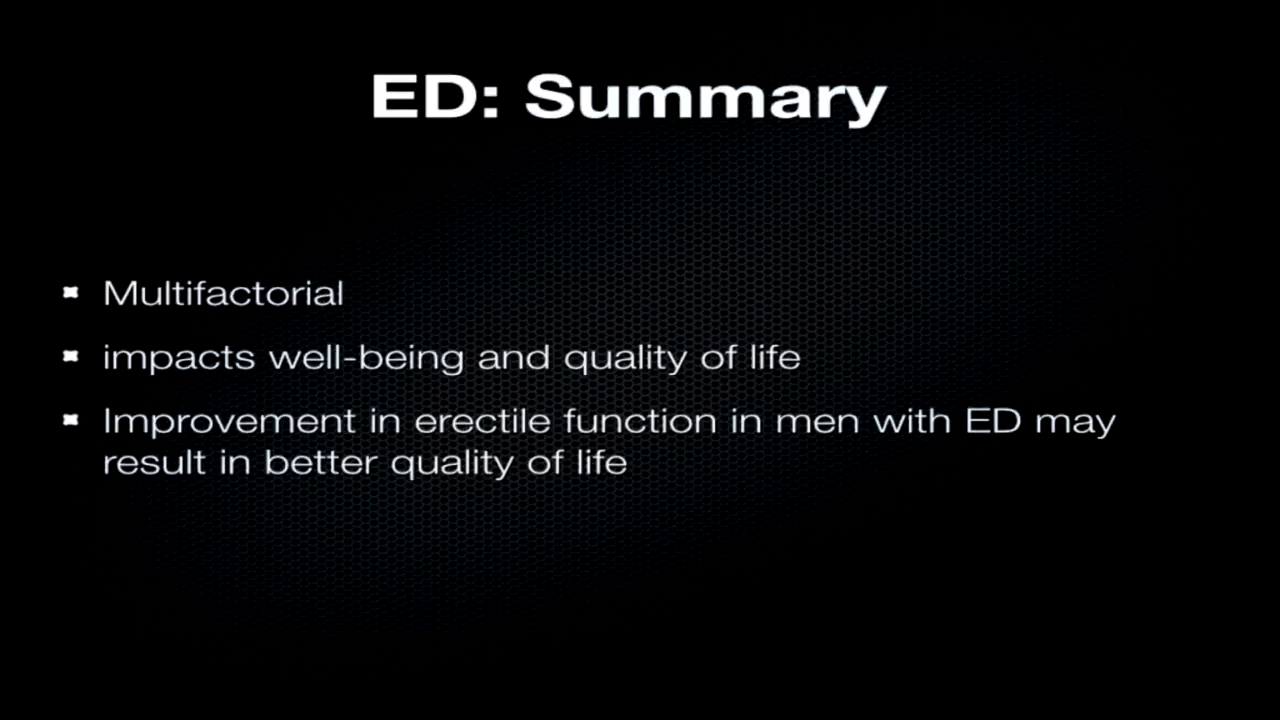 ED: Summary
Multifactorial
impacts well-being and quality of life
Improvement in erectile function in men with ED may
result in better quality of life